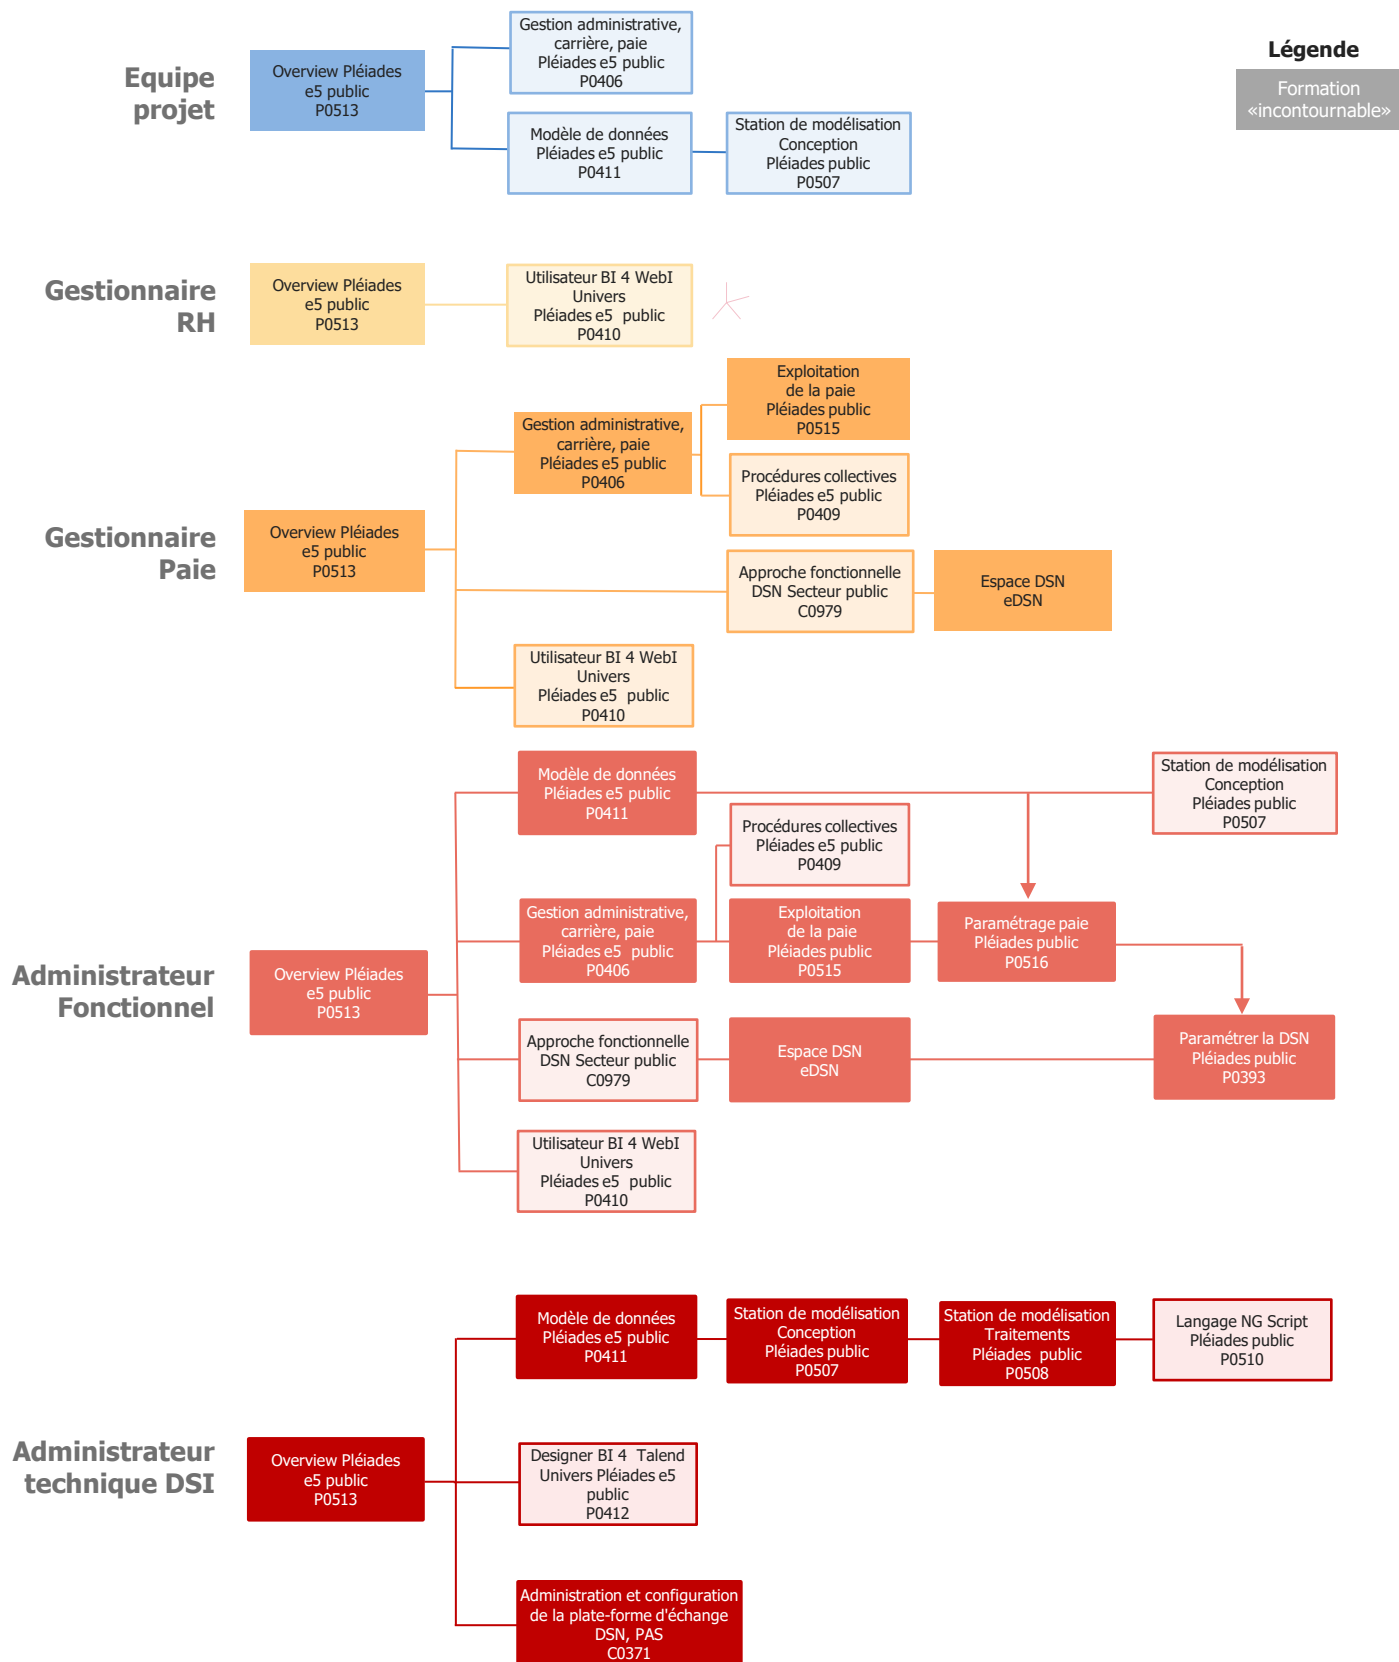 Légende
Formation
«incontournable»
Equipe
projet
Overview Pléiades
e5 public
P0513
Gestion administrative,
carrière, paie
Pléiades e5 public
P0406
Modèle de données
Pléiades e5 public
P0411
Station de modélisation
Conception
Pléiades public
P0507
Gestionnaire
RH
Overview Pléiades
e5 public
P0513
Utilisateur BI 4 WebI
Univers
Pléiades e5 public
P0410
Gestionnaire
Paie
Overview Pléiades
e5 public
P0513
Gestion administrative,
carrière, paie
Pléiades e5 public
P0406
Exploitation
de la paie
Pléiades public
P0515
Procédures collectives
Pléiades e5 public
P0409
Approche fonctionnelle
DSN Secteur public
C0979
Espace DSN
eDSN
Utilisateur BI 4 WebI
Univers
Pléiades e5 public
P0410
Administrateur
Fonctionnel
Overview Pléiades
e5 public
P0513
Modèle de données
Pléiades e5 public
P0411
Station de modélisation
Conception
Pléiades public
P0507
Procédures collectives
Pléiades e5 public
P0409
Gestion administrative,
carrière, paie
Pléiades e5 public
P0406
Exploitation
de la paie
Pléiades public
P0515
Paramétrage paie
Pléiades public
P0516
Approche fonctionnelle
DSN Secteur public
C0979
Espace DSN
eDSN
Paramétrer la DSN
Pléiades public
P0393
Utilisateur BI 4 WebI
Univers
Pléiades e5 public
P0410
Administrateur
technique DSI
Overview Pléiades
e5 public
P0513
Modèle de données
Pléiades e5 public
P0411
Station de modélisation
Conception
Pléiades public
P0507
Station de modélisation
Traitements
Pléiades public
P0508
Langage NG Script
Pléiades public
P0510
Designer BI 4 Talend
Univers Pléiades e5
public
P0412
Administration et configuration
de la plate-forme d'échange
DSN, PAS
C0371